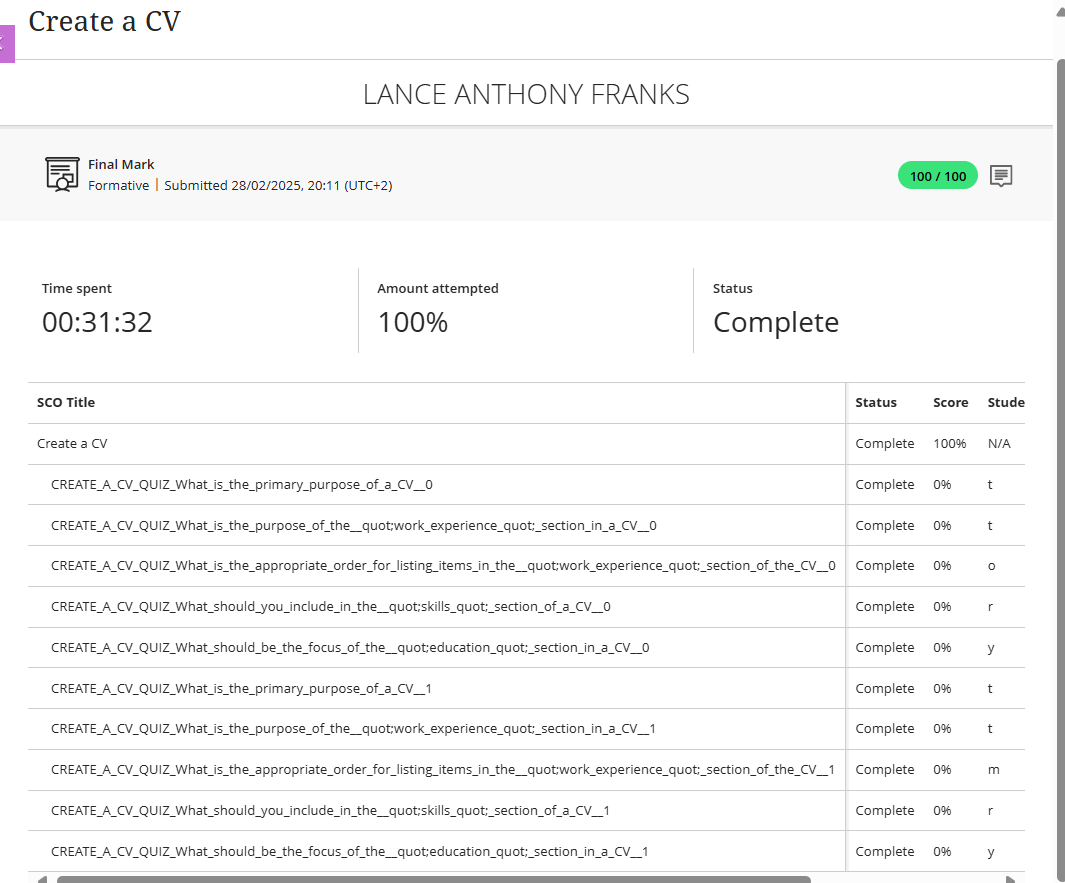 Create a CV
LANCE ANTHONY FRANKS
Final Mark
Formative | Submitted 28/02/2025, 20:11 (UTC+2)
100 / 100
Time spent
00:31:32
Amount attempted
100%
Status
Complete
SCO Title Status Score Stude
Create a CV Complete 100% N/A
CREATE_A_CV_QUIZ_What_is_the_primary_purpose_of_a_CV__0 Complete 0% t
CREATE_A_CV_QUIZ_What_is_the_purpose_of_the__quot;work_experience_quot;_section_in_a_CV__0 Complete 0% t
CREATE_A_CV_QUIZ_What_is_the_appropriate_order_for_listing_items_in_the__quot;work_experience_quot;_section_of_the_CV__0 Complete 0% o
CREATE_A_CV_QUIZ_What_should_you_include_in_the__quot;skills_quot;_section_of_a_CV__0 Complete 0% r
CREATE_A_CV_QUIZ_What_should_be_the_focus_of_the__quot;education_quot;_section_in_a_CV__0 Complete 0% y
CREATE_A_CV_QUIZ_What_is_the_primary_purpose_of_a_CV__1 Complete 0% t
CREATE_A_CV_QUIZ_What_is_the_purpose_of_the__quot;work_experience_quot;_section_in_a_CV__1 Complete 0% t
CREATE_A_CV_QUIZ_What_is_the_appropriate_order_for_listing_items_in_the__quot;work_experience_quot;_section_of_the_CV__1 Complete 0% m
CREATE_A_CV_QUIZ_What_should_you_include_in_the__quot;skills_quot;_section_of_a_CV__1 Complete 0% r
CREATE_A_CV_QUIZ_What_should_be_the_focus_of_the__quot;education_quot;_section_in_a_CV__1 Complete 0% y